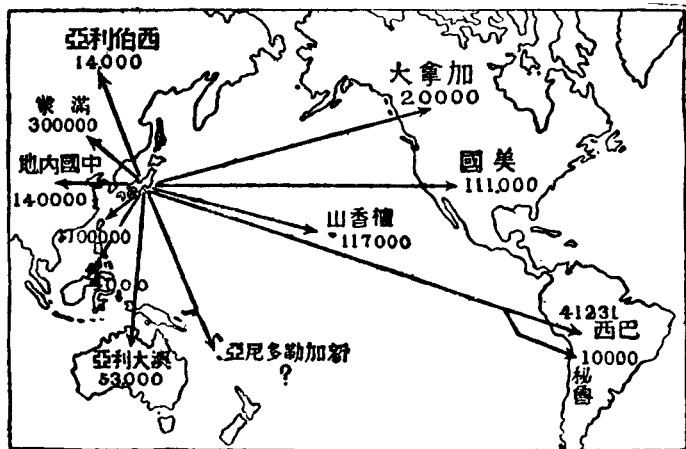 西伯利亞
14000
加拿大
20000
滿蒙
300000
中國內地
140000
美國
111,000
檀香山
117000
41231
巴西
10000
秘魯
澳大利亞
53000
新加勒多尼亞
?